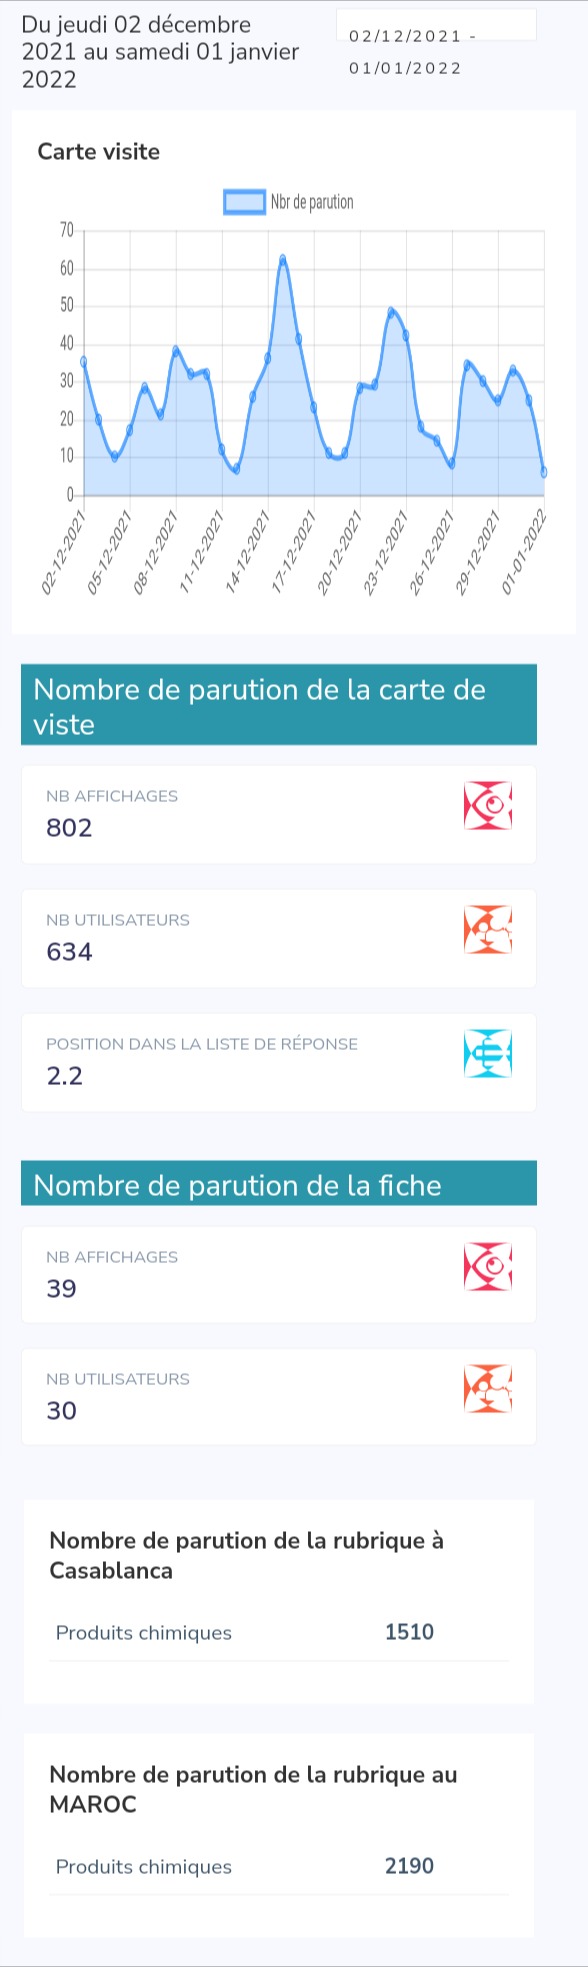 Du jeudi 02 décembre
2021 au samedi 01 janvier
2022
02/12/2021 -
01/01/2022
Carte visite
Nbr de parution
70
60
50
40
30
20
10
0
02-12-2021
05-12-2021
08-12-2021
11-12-2021
14-12-2021
17-12-2021
20-12-2021
23-12-2021
26-12-2021
29-12-2021
01-01-2022
Nombre de parution de la carte de
viste
NB AFFICHAGES
802
NB UTILISATEURS
634
POSITION DANS LA LISTE DE RÉPONSE
2.2
Nombre de parution de la fiche
NB AFFICHAGES
39
NB UTILISATEURS
30
Nombre de parution de la rubrique à
Casablanca
Produits chimiques 1510
Nombre de parution de la rubrique au
MAROC
Produits chimiques 2190